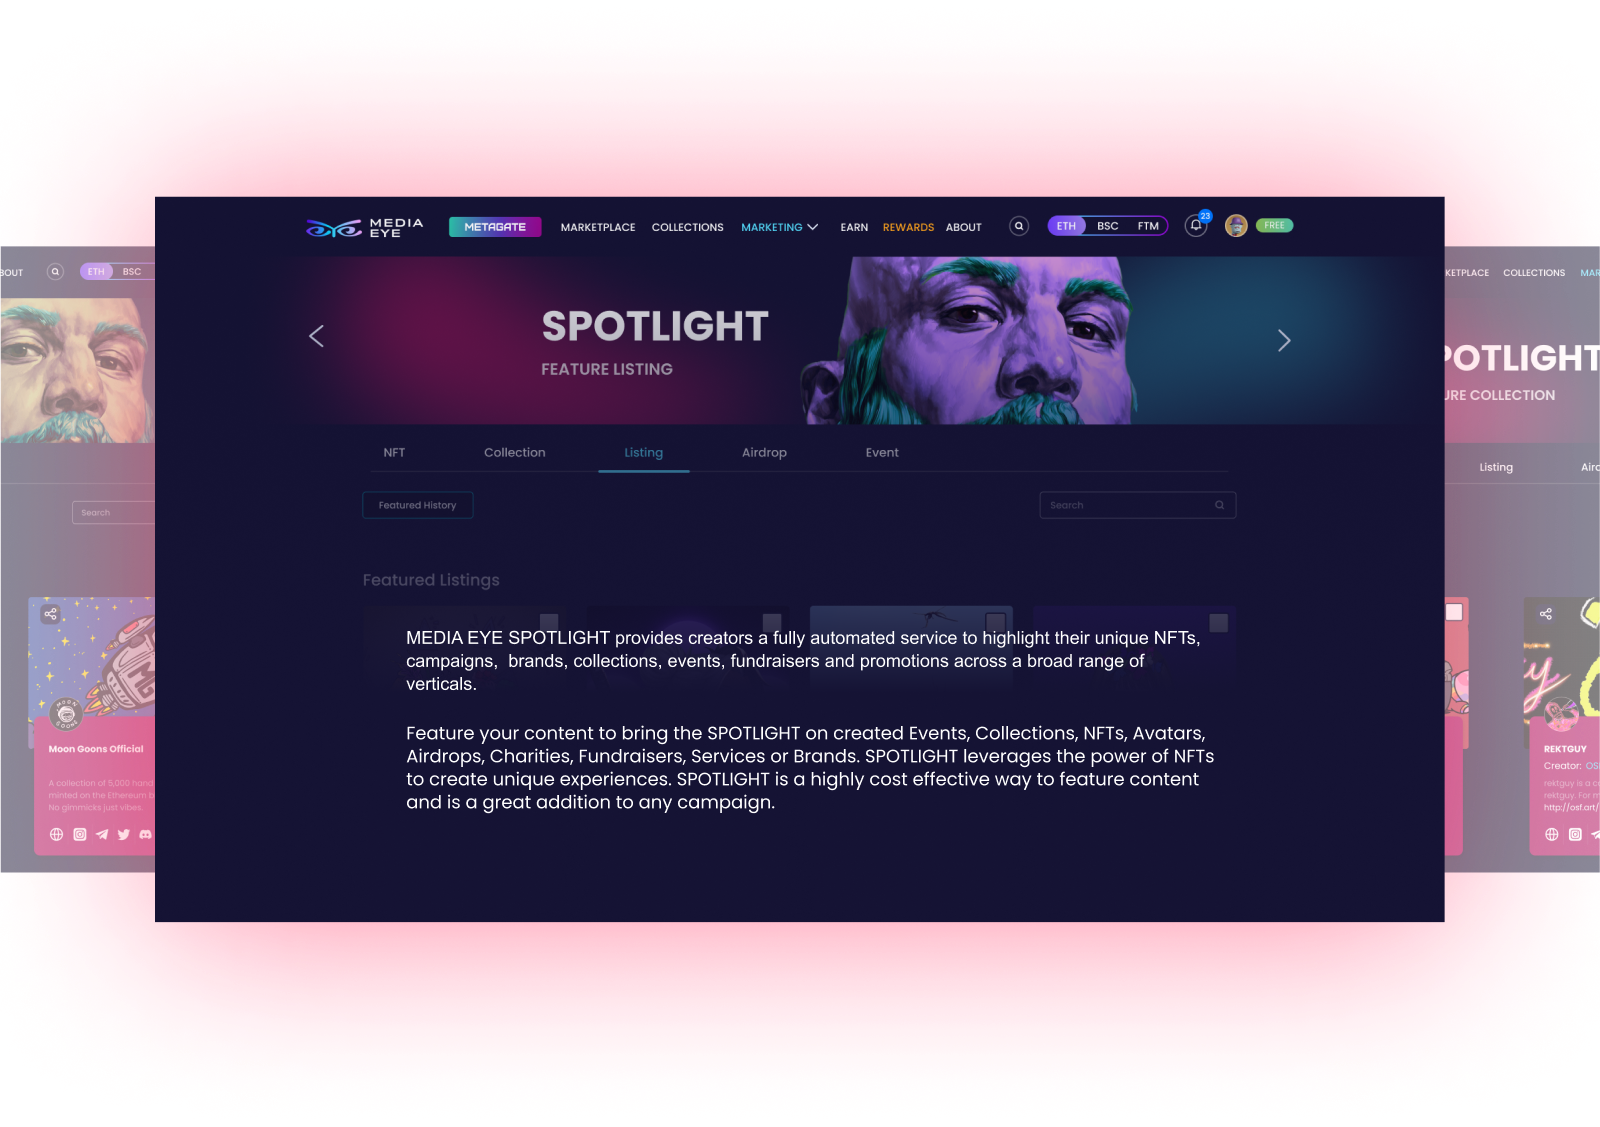 MEDIA
EYE
METAGATE
MARKETPLACE
COLLECTIONS
MARKETING
EARN
REWARDS
ABOUT
ETH
BSC
FTM
23
FREE
SPOTLIGHT
FEATURE LISTING
NFT
Collection
Listing
Airdrop
Event
Featured History
Search
Featured Listings
MEDIA EYE SPOTLIGHT provides creators a fully automated service to highlight their unique NFTs,
campaigns,  brands, collections, events, fundraisers and promotions across a broad range of
verticals.
Feature your content to bring the SPOTLIGHT on created Events, Collections, NFTs, Avatars,
Airdrops, Charities, Fundraisers, Services or Brands. SPOTLIGHT leverages the power of NFTs
to create unique experiences. SPOTLIGHT is a highly cost effective way to feature content
and is a great addition to any campaign.
BOUT
ETH
BSC
Search
MG
MOON
GOONS
Moon Goons Official
A collection of 5,000 hand
minted on the Ethereum b
No gimmicks just vibes.
KETPLACE
COLLECTIONS
MAR
POTLIGHT
URE COLLECTION
Listing
Airc
REKTGUY
Creator: OS
rektguy is a c
rektguy. For m
http://osf.art/